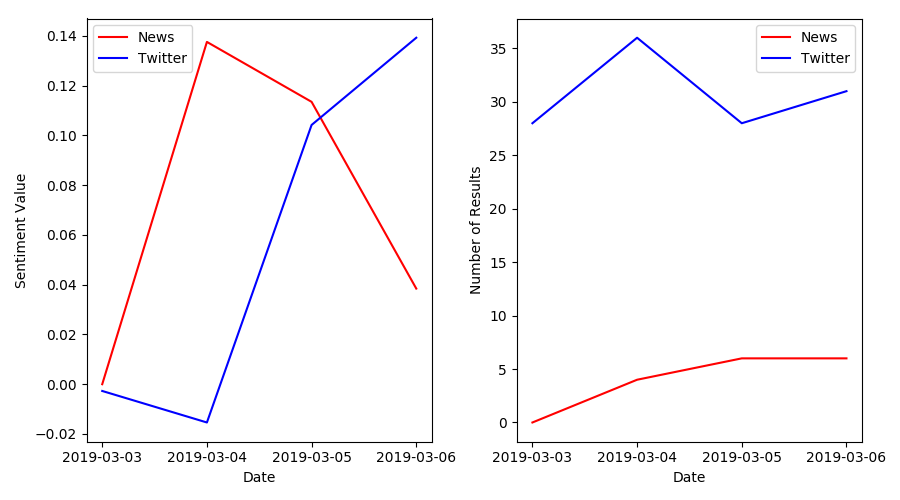 News
Twitter
0.14
0.12
0.10
0.08
0.06
0.04
0.02
0.00
−0.02
Sentiment Value
2019-03-03 2019-03-04 2019-03-05 2019-03-06
Date
News
Twitter
35
30
25
20
15
10
5
0
Number of Results
2019-03-03 2019-03-04 2019-03-05 2019-03-06
Date